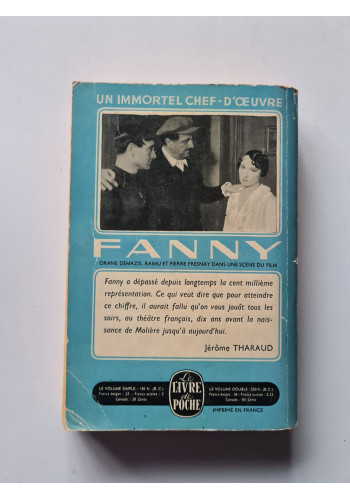 UN IMMORTEL CHEF-D'ŒUVRE
FANNY
ORANE DEMAZIS, RAIMU ET PIERRE FRESNAY DANS UNE SCÈNE DU FILM
Fanny a dépassé depuis longtemps la cent millième
représentation. Ce qui veut dire que pour atteindre
ce chiffre, il aurait fallu qu'on vous jouât tous les
soirs, au théâtre français, dix ans avant la nais-
sance de Molière jusqu'à aujourd'hui.
Jérôme THARAUD
LE VOLUME SIMPLE
Le
LIVRE
DE
POCHE
LE VOLUME DOUBLE
IMPRIMÉ EN FRANCE